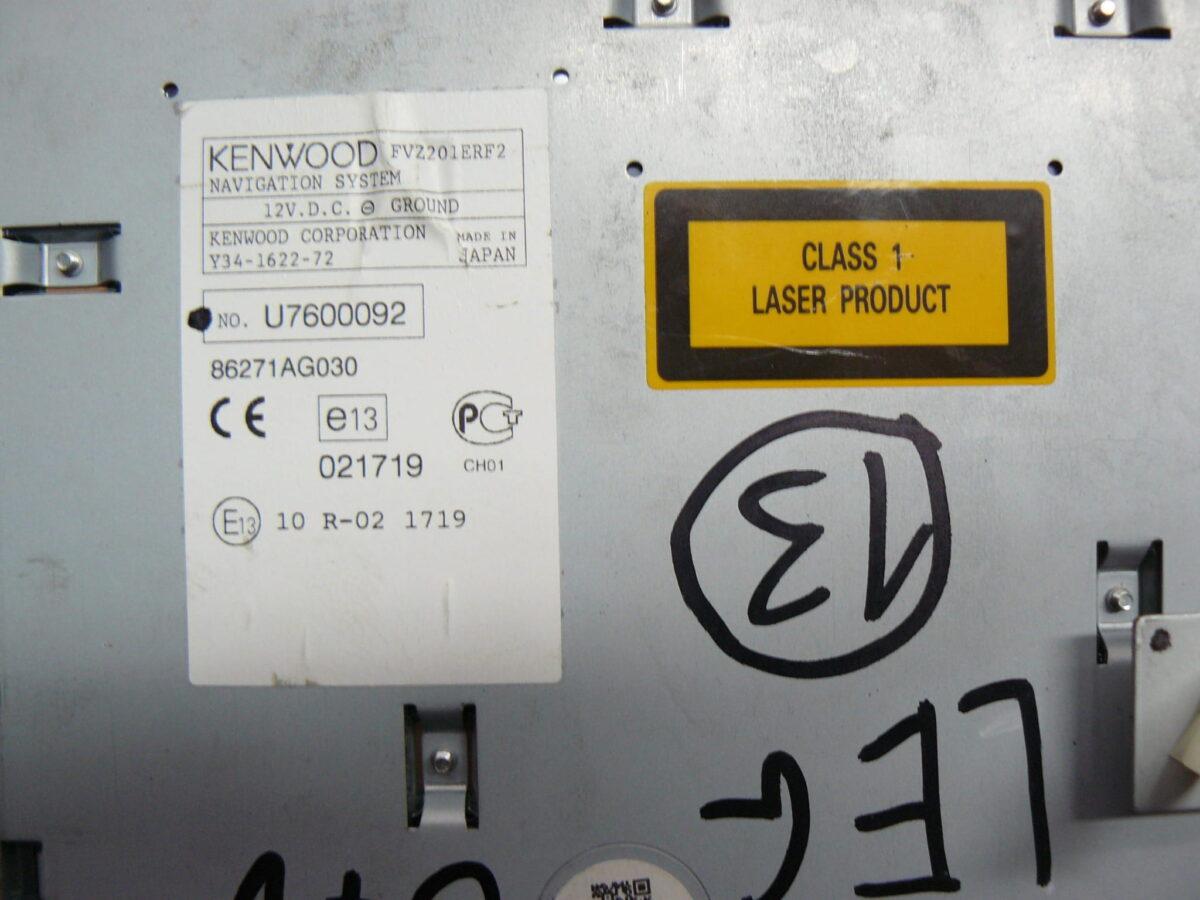 KENWOOD FVZ201ERF2
NAVIGATION SYSTEM
12V.D.C. ⊖ GROUND
KENWOOD CORPORATION MADE IN
Y34-1622-72 JAPAN
NO. U7600092
86271AG030
CE e13 PCT
021719 CH01
E13 10 R-02 1719
CLASS 1
LASER PRODUCT
13
LEG